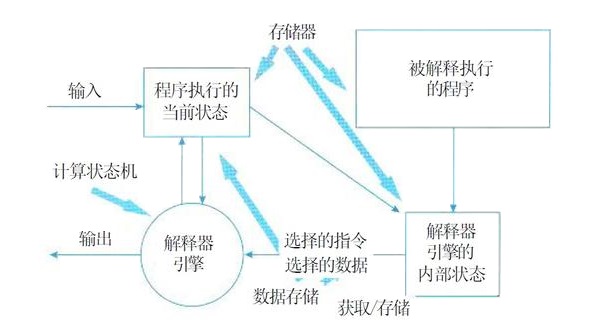 存储器
被解释执行
的程序
输入
程序执行的
当前状态
计算状态机
输出
解释器
引擎
选择的指令
选择的数据
解释器
引擎的
内部状态
数据存储
获取/存储